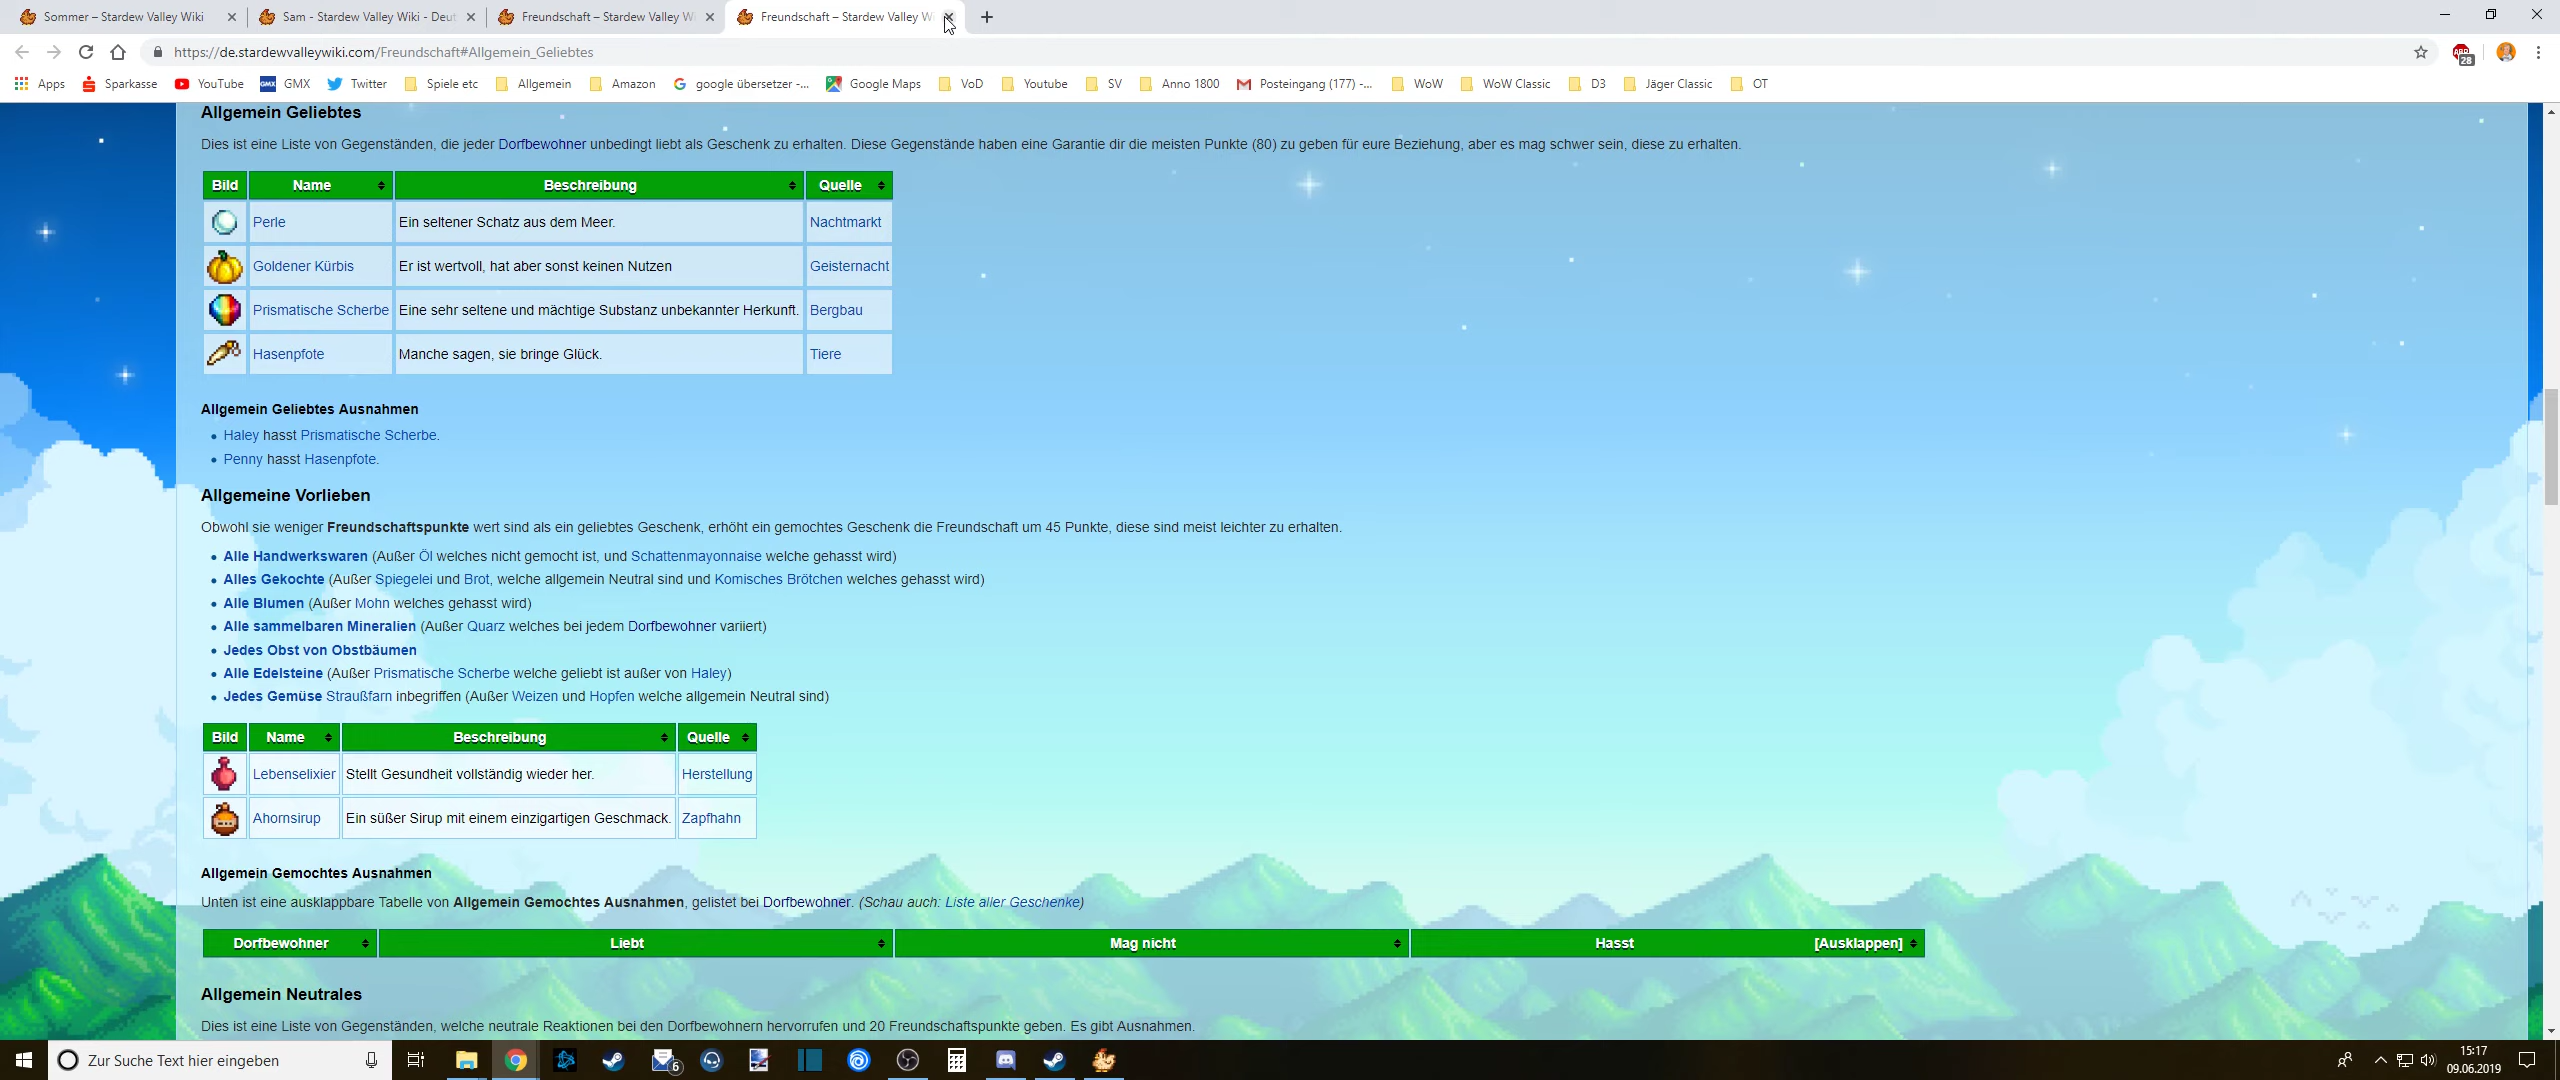 Sommer – Stardew Valley Wiki
Sam - Stardew Valley Wiki - Deut
Freundschaft – Stardew Valley Wi
Freundschaft – Stardew Valley Wi
https://de.stardewvalleywiki.com/Freundschaft#Allgemein_Geliebtes
28
Apps Sparkasse YouTube GMX Twitter Spiele etc Allgemein Amazon google übersetzer -... Google Maps VoD Youtube SV Anno 1800 Posteingang (177) -... WoW WoW Classic D3 Jäger Classic OT
Allgemein Geliebtes
Dies ist eine Liste von Gegenständen, die jeder Dorfbewohner unbedingt liebt als Geschenk zu erhalten. Diese Gegenstände haben eine Garantie dir die meisten Punkte (80) zu geben für eure Beziehung, aber es mag schwer sein, diese zu erhalten.
Bild Name Beschreibung Quelle
Perle Ein seltener Schatz aus dem Meer. Nachtmarkt
Goldener Kürbis Er ist wertvoll, hat aber sonst keinen Nutzen Geisternacht
Prismatische Scherbe Eine sehr seltene und mächtige Substanz unbekannter Herkunft. Bergbau
Hasenpfote Manche sagen, sie bringe Glück. Tiere
Allgemein Geliebtes Ausnahmen
Haley hasst Prismatische Scherbe.
Penny hasst Hasenpfote.
Allgemeine Vorlieben
Obwohl sie weniger Freundschaftspunkte wert sind als ein geliebtes Geschenk, erhöht ein gemochtes Geschenk die Freundschaft um 45 Punkte, diese sind meist leichter zu erhalten.
Alle Handwerkswaren (Außer Öl welches nicht gemocht ist, und Schattenmayonnaise welche gehasst wird)
Alles Gekochte (Außer Spiegelei und Brot, welche allgemein Neutral sind und Komisches Brötchen welches gehasst wird)
Alle Blumen (Außer Mohn welches gehasst wird)
Alle sammelbaren Mineralien (Außer Quarz welches bei jedem Dorfbewohner variiert)
Jedes Obst von Obstbäumen
Alle Edelsteine (Außer Prismatische Scherbe welche geliebt ist außer von Haley)
Jedes Gemüse Straußfarn inbegriffen (Außer Weizen und Hopfen welche allgemein Neutral sind)
Bild Name Beschreibung Quelle
Lebenselixier Stellt Gesundheit vollständig wieder her. Herstellung
Ahornsirup Ein süßer Sirup mit einem einzigartigen Geschmack. Zapfhahn
Allgemein Gemochtes Ausnahmen
Unten ist eine ausklappbare Tabelle von Allgemein Gemochtes Ausnahmen, gelistet bei Dorfbewohner. (Schau auch: Liste aller Geschenke)
Dorfbewohner Liebt Mag nicht Hasst [Ausklappen]
Allgemein Neutrales
Dies ist eine Liste von Gegenständen, welche neutrale Reaktionen bei den Dorfbewohnern hervorrufen und 20 Freundschaftspunkte geben. Es gibt Ausnahmen.
Zur Suche Text hier eingeben
6
15:17
09.06.2019